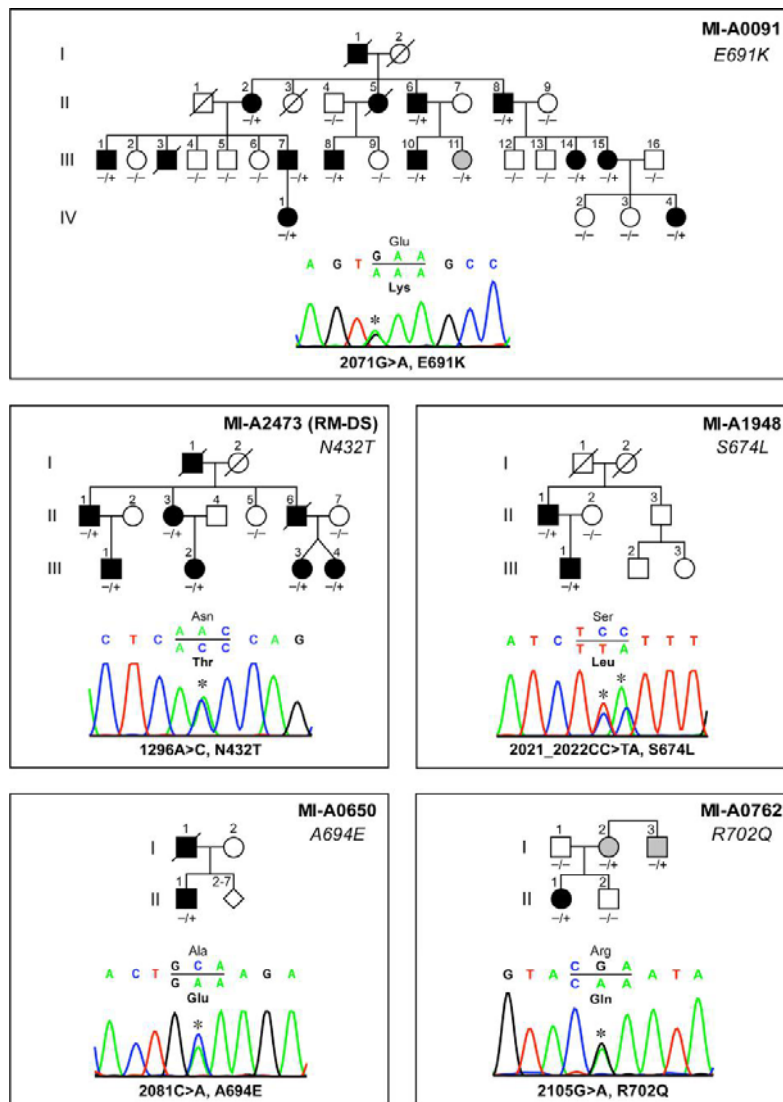 MI-A0091
E691K
I
1 2
II
1 2 3 4 5 6 7 8 9
–/+ –/– –/+ –/+ –/–
III
1 2 3 4 5 6 7 8 9 10 11 12 13 14 15 16
–/+ –/– –/– –/– –/– –/+ –/+ –/– –/+ –/+ –/– –/– –/+ –/+ –/–
IV
1 2 3 4
–/+ –/– –/– –/+
Glu
A G T G A A G C C
A A A
Lys
*
2071G>A, E691K
MI-A2473 (RM-DS)
N432T
I
1 2
II
1 2 3 4 5 6 7
–/+ –/+ –/– –/–
III
1 2 3 4
–/+ –/+ –/+ –/+
Asn
C T C A A C C A G
A C C
Thr
*
1296A>C, N432T
MI-A1948
S674L
I
1 2
II
1 2 3
–/+ –/–
III
1 2 3
–/+
Ser
A T C T C C T T T
T T A
Leu
* *
2021_2022CC>TA, S674L
MI-A0650
A694E
I
1 2
II
1 2-7
–/+
Ala
A C T G C A A G A
G A A
Glu
*
2081C>A, A694E
MI-A0762
R702Q
I
1 2 3
–/– –/+ –/+
II
1 2
–/+ –/–
Arg
G T A C G A A T A
C A A
Gln
*
2105G>A, R702Q